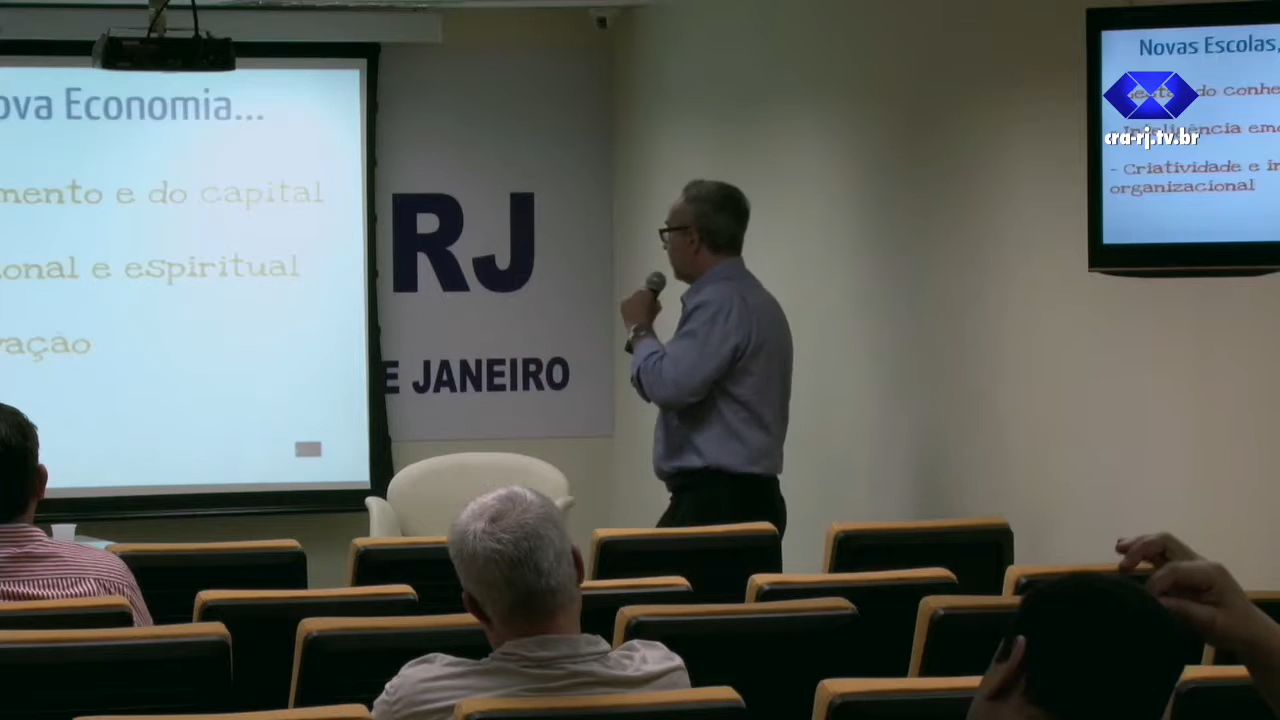 ova Economia...
mento e do capital
ional e espiritual
vação
RJ
E JANEIRO
Novas Escolas,
do conhe
cra-rj.tv.br
- Criatividade e i
organizacional